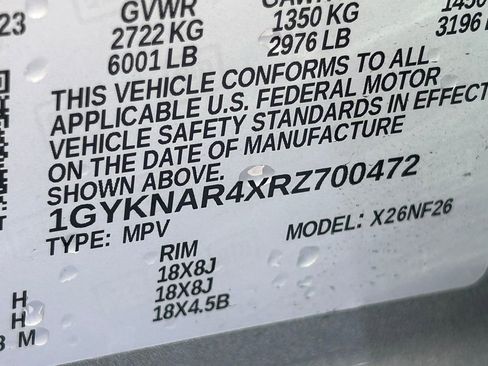 23
GVWR
2722 KG
6001 LB
1350 KG
2976 LB
3196
THIS VEHICLE CONFORMS TO ALL
APPLICABLE U.S. FEDERAL MOTOR
VEHICLE SAFETY STANDARDS IN EFFECT
ON THE DATE OF MANUFACTURE
SHOWN ABOVE.
1GYKNAR4XRZ700472
TYPE: MPV MODEL: X26NF26
RIM
18X8J
18X8J
18X4.5B
H
H
M